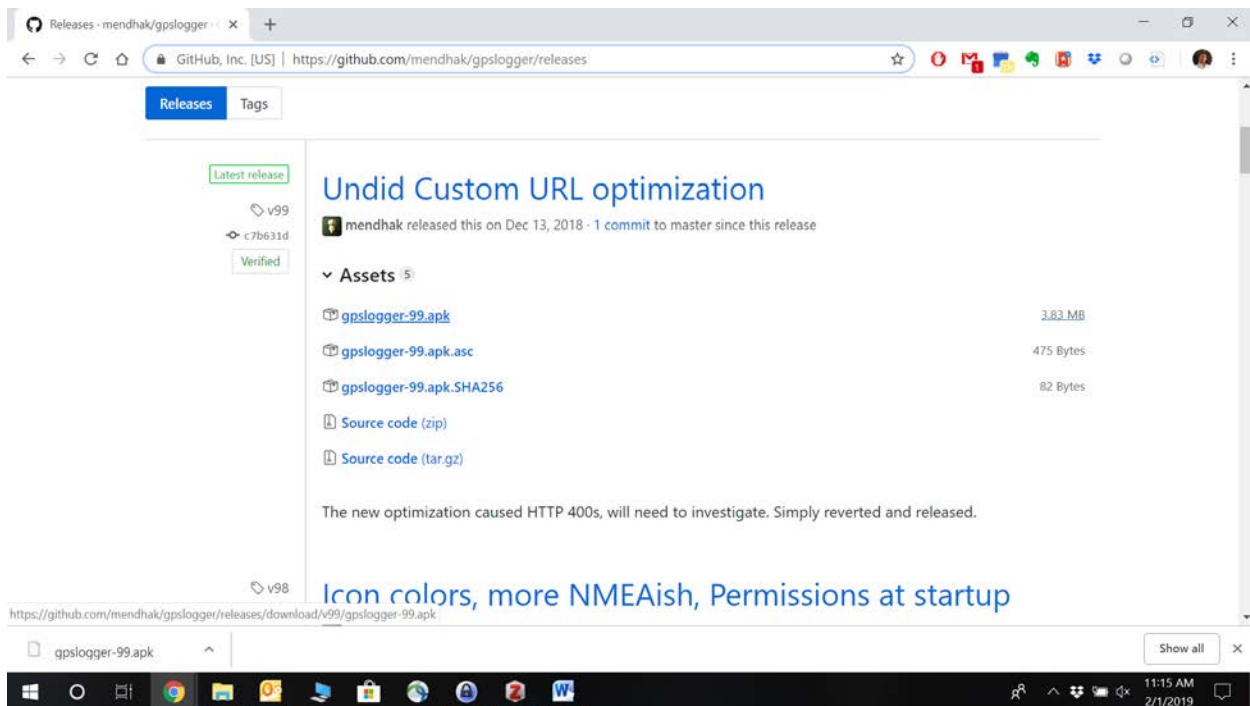 Releases · mendhak/gpslogger · 
GitHub, Inc. [US] | https://github.com/mendhak/gpslogger/releases
1
Releases Tags
Latest release
v99
c7b631d
Verified
Undid Custom URL optimization
mendhak released this on Dec 13, 2018 · 1 commit to master since this release
Assets 5
gpslogger-99.apk 3.83 MB
gpslogger-99.apk.asc 475 Bytes
gpslogger-99.apk.SHA256 82 Bytes
Source code (zip)
Source code (tar.gz)
The new optimization caused HTTP 400s, will need to investigate. Simply reverted and released.
v98
Icon colors, more NMEAish, Permissions at startup
https://github.com/mendhak/gpslogger/releases/download/v99/gpslogger-99.apk
gpslogger-99.apk
Show all
11:15 AM
2/1/2019